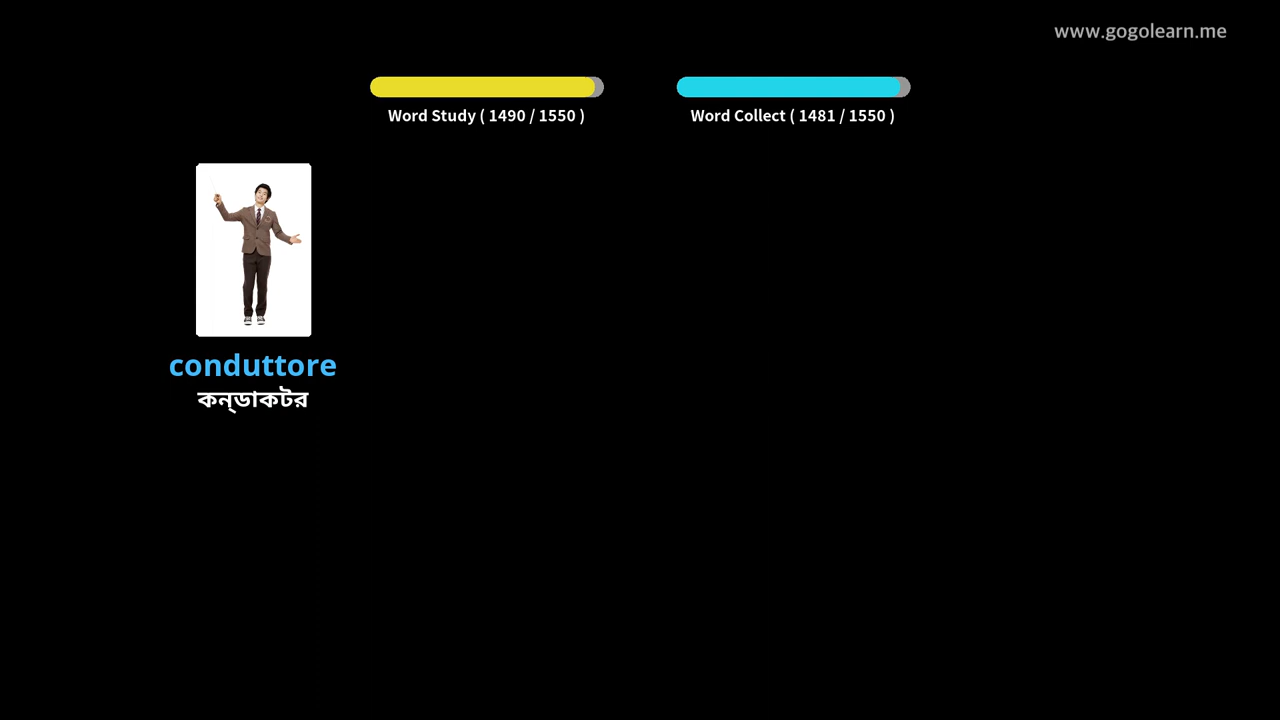 www.gogolearn.me
Word Study ( 1490 / 1550 )
Word Collect ( 1481 / 1550 )
conduttore
কন্ডাকটর